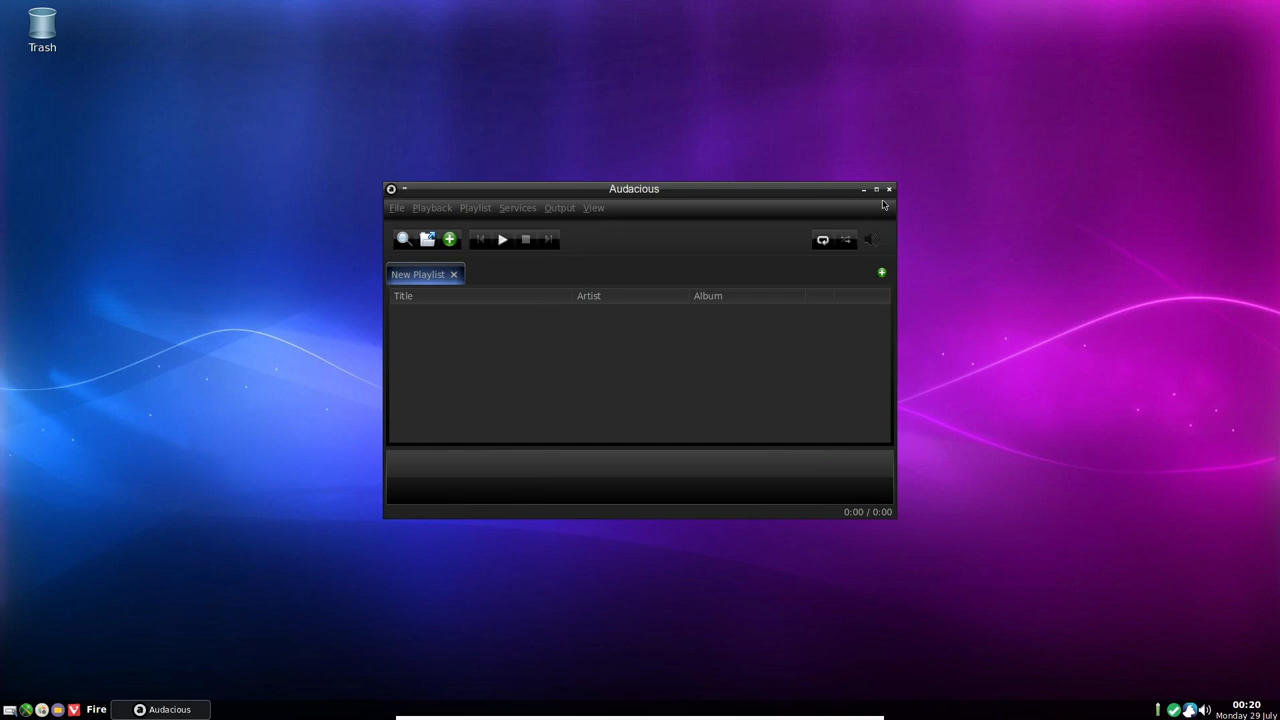 Trash
Audacious
File Playback Playlist Services Output View
New Playlist
Title Artist Album
0:00 / 0:00
Fire Audacious
00:20
Monday 29 July